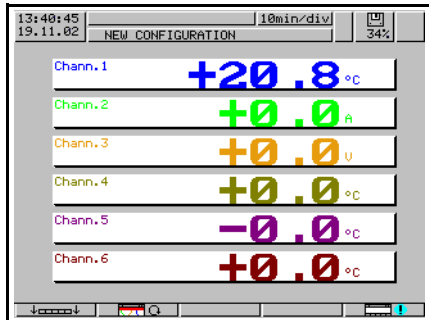 13:40:45 10min/div
19.11.02 NEW CONFIGURATION 34%
Chann.1 +20.8 °C
Chann.2 +0.0 A
Chann.3 +0.0 V
Chann.4 +0.0 °C
Chann.5 -0.0 °C
Chann.6 +0.0 °C